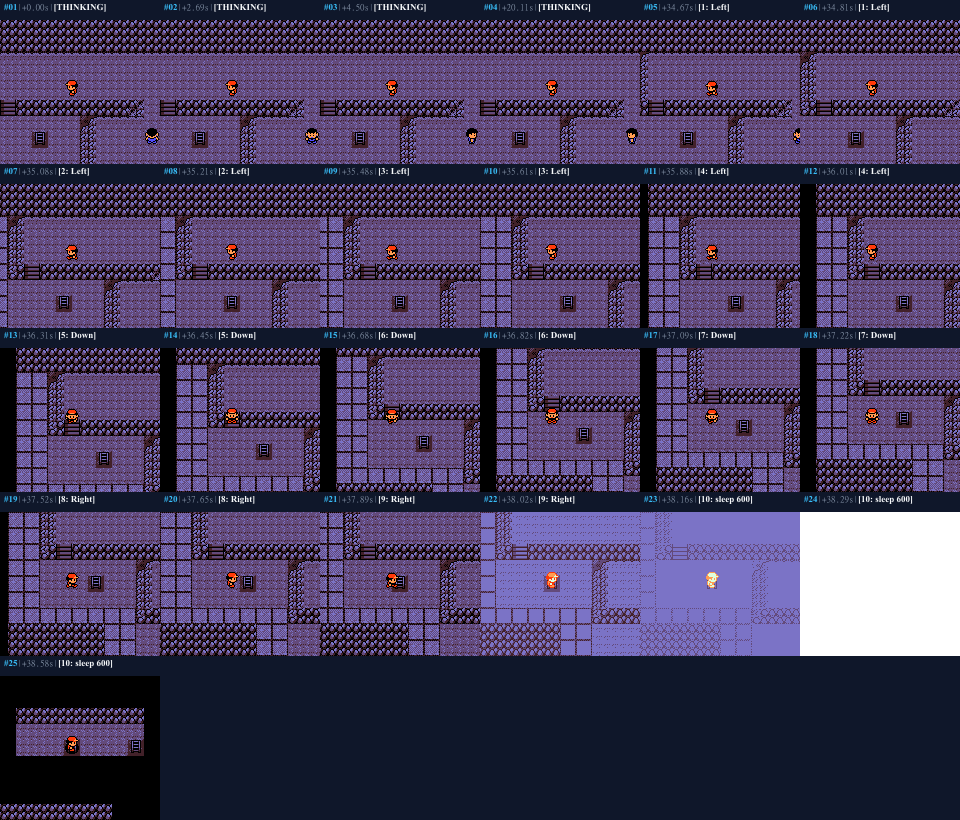 #01|+0.00s| [THINKING]
#02|+2.69s| [THINKING]
#03|+4.50s| [THINKING]
#04|+20.11s| [THINKING]
#05|+34.67s| [1: Left]
#06|+34.81s| [1: Left]
#07|+35.08s| [2: Left]
#08|+35.21s| [2: Left]
#09|+35.48s| [3: Left]
#10|+35.61s| [3: Left]
#11|+35.88s| [4: Left]
#12|+36.01s| [4: Left]
#13|+36.31s| [5: Down]
#14|+36.45s| [5: Down]
#15|+36.68s| [6: Down]
#16|+36.82s| [6: Down]
#17|+37.09s| [7: Down]
#18|+37.22s| [7: Down]
#19|+37.52s| [8: Right]
#20|+37.65s| [8: Right]
#21|+37.89s| [9: Right]
#22|+38.02s| [9: Right]
#23|+38.16s| [10: sleep 600]
#24|+38.29s| [10: sleep 600]
#25|+38.58s| [10: sleep 600]